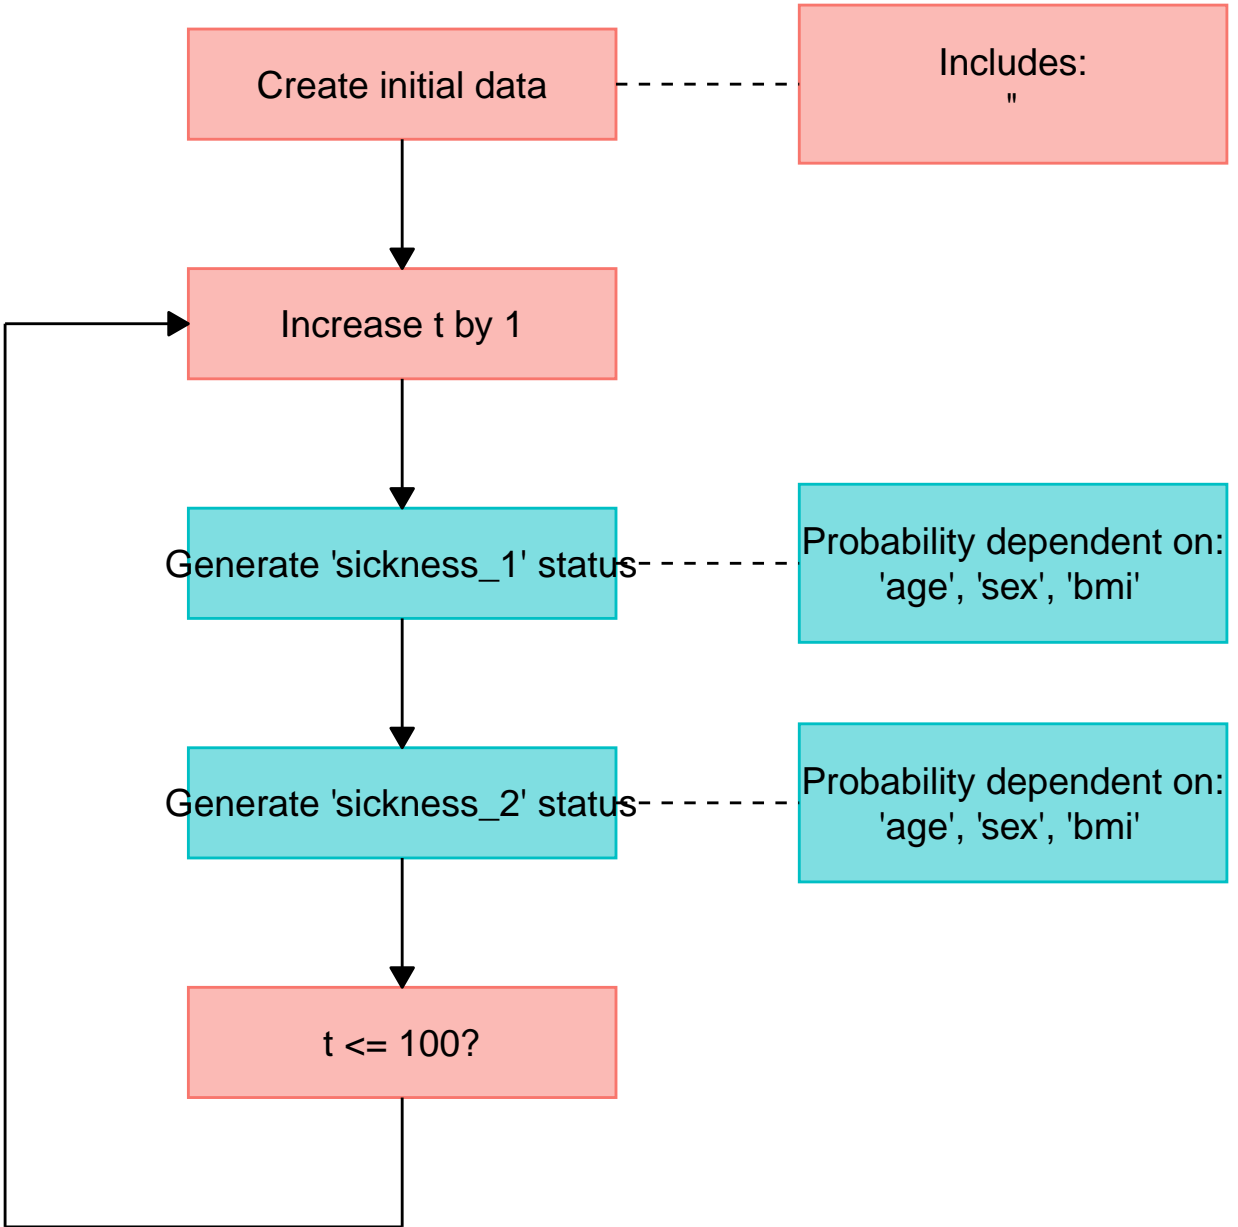 Create initial data
Includes:
''
Increase t by 1
Generate 'sickness_1' status
Probability dependent on:
'age', 'sex', 'bmi'
Generate 'sickness_2' status
Probability dependent on:
'age', 'sex', 'bmi'
t <= 100?